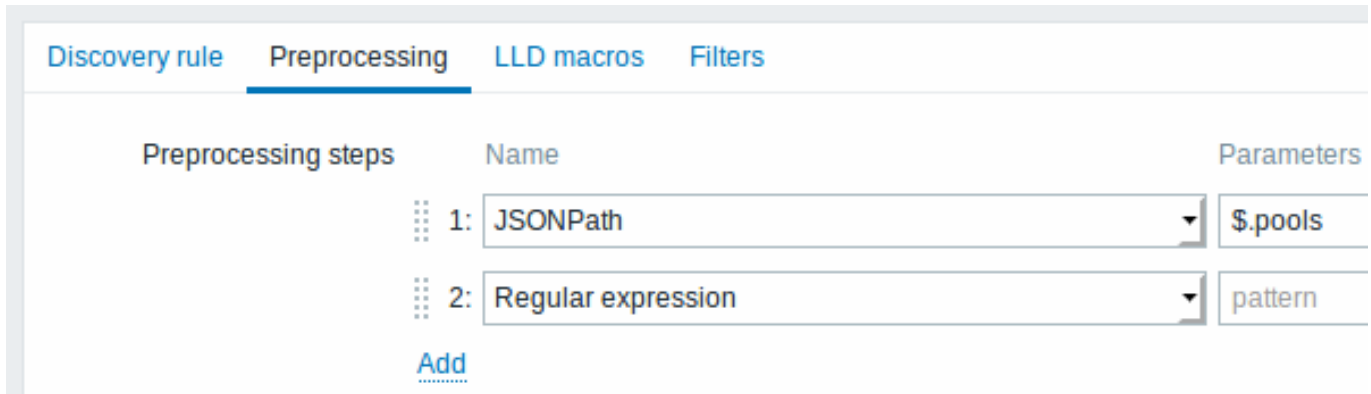 Discovery rule Preprocessing LLD macros Filters
Preprocessing steps Name Parameters
1: JSONPath $.pools
2: Regular expression pattern
Add